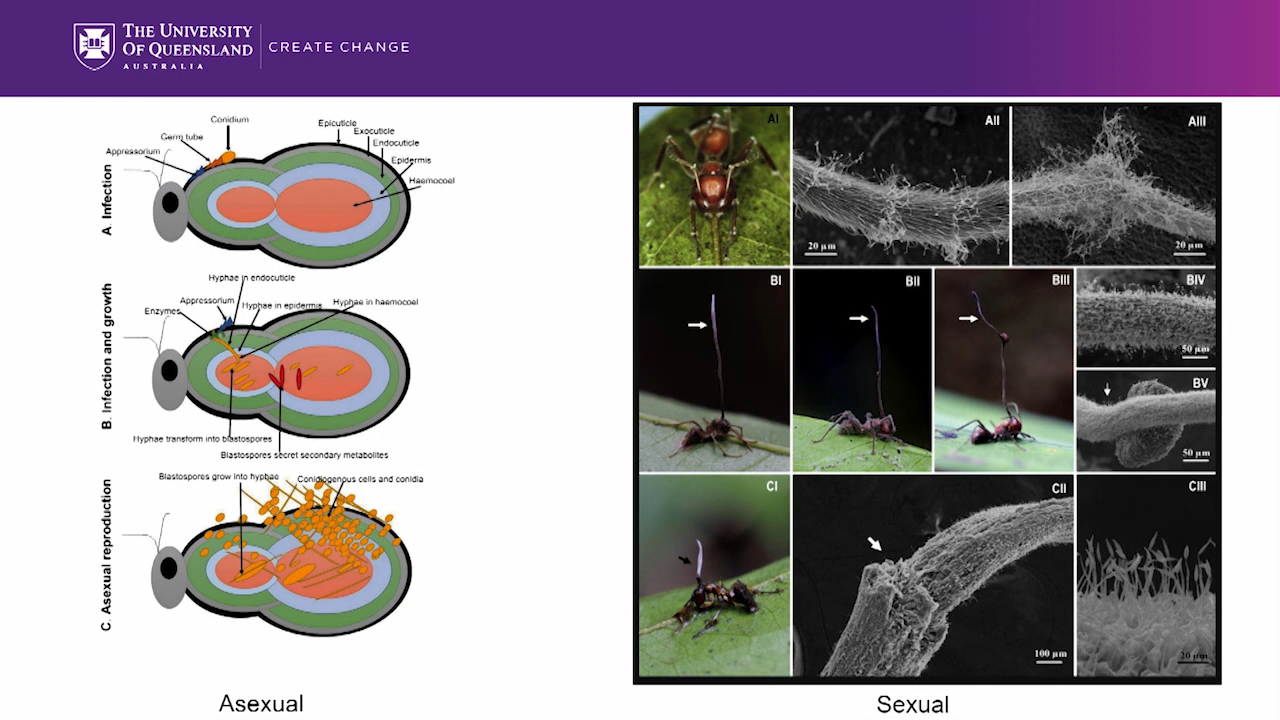 THE UNIVERSITY
OF QUEENSLAND
AUSTRALIA
CREATE CHANGE
Conidium
Germ tube
Appressorium
Epicuticle
Exocuticle
Endocuticle
Epidermis
Haemocoel
A. Infection
Hyphae in endocuticle
Appressorium
Hyphae in epidermis
Hyphae in haemocoel
Enzymes
B. Infection and growth
Hyphae transform into blastospores
Blastospores secret secondary metabolites
Blastospores grow into hyphae
Conidiogenous cells and conidia
C. Asexual reproduction
Asexual
AI
AII
20 µm
AIII
20 µm
BI
BII
BIII
BIV
50 µm
BV
50 µm
CI
CII
100 µm
CIII
20 µm
Sexual